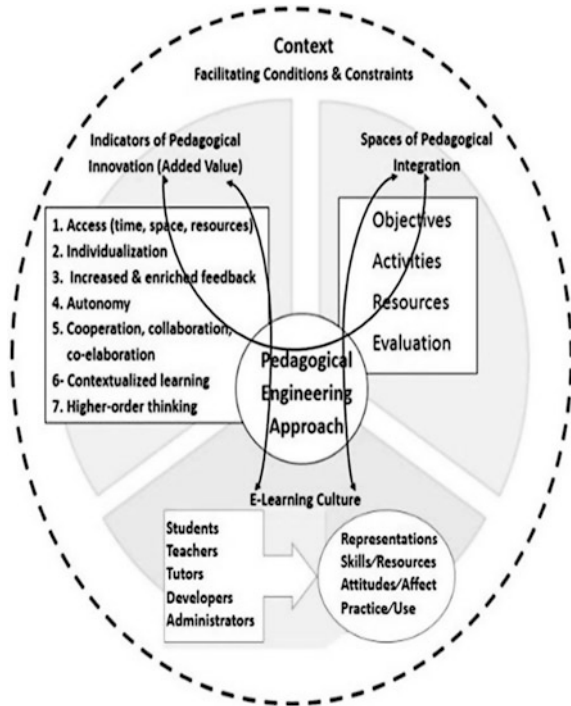 Context
Facilitating Conditions & Constraints
Indicators of Pedagogical
Innovation (Added Value)
Spaces of Pedagogical
Integration
1. Access (time, space, resources)
2. Individualization
3. Increased & enriched feedback
4. Autonomy
5. Cooperation, collaboration,
co-elaboration
6- Contextualized learning
7. Higher-order thinking
Objectives
Activities
Resources
Evaluation
Pedagogical
Engineering
Approach
E-Learning Culture
Students
Teachers
Tutors
Developers
Administrators
Representations
Skills/Resources
Attitudes/Affect
Practice/Use